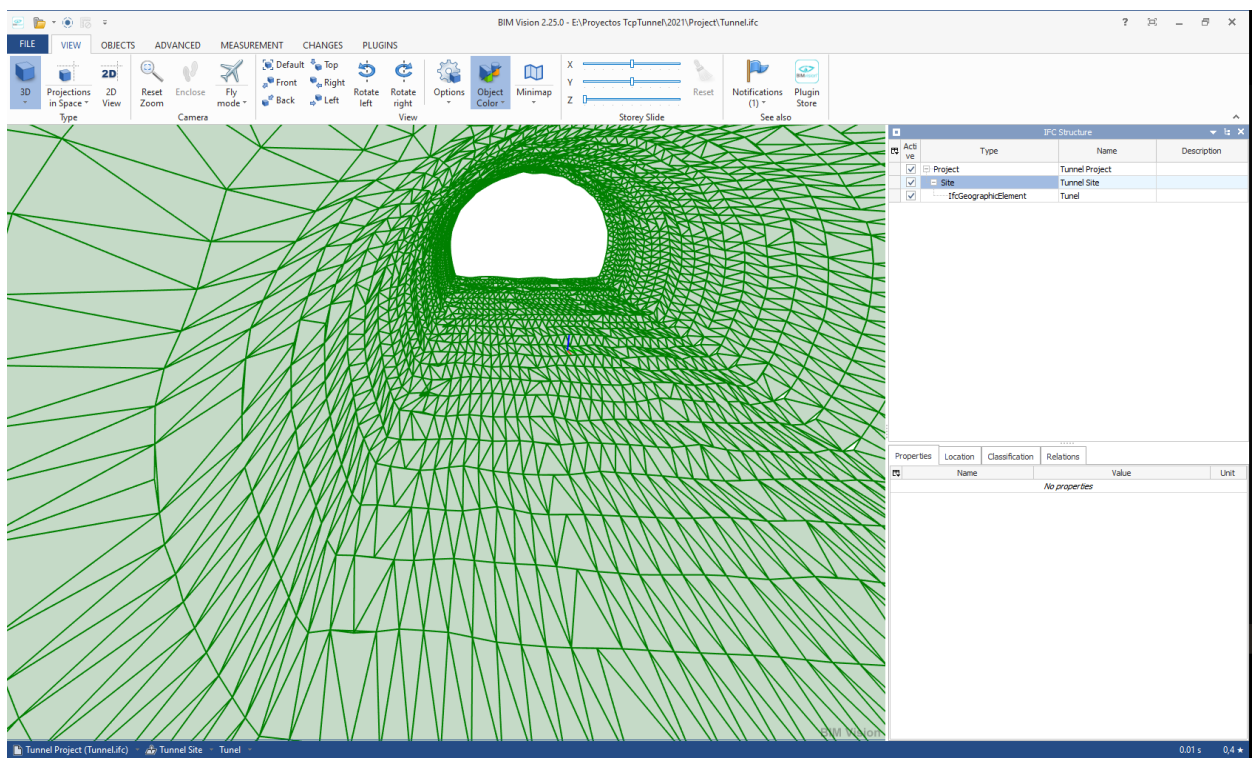 BIM Vision 2.25.0 - E:\Proyectos TcpTunnel\2021\Project\Tunnel.ifc
FILE VIEW OBJECTS ADVANCED MEASUREMENT CHANGES PLUGINS
3D
Projections in Space
2D View
Type
Reset Zoom
Enclose
Fly mode
Camera
Default Top
Front Right
Back Left
Rotate left
Rotate right
Options
Object Color
Minimap
View
X
Y
Z
Reset
Storey Slide
Notifications (1)
Plugin Store
See also
IFC Structure
Active Type Name Description
Project Tunnel Project
Site Tunnel Site
IfcGeographicElement Tunel
Properties Location Classification Relations
Name Value Unit
No properties
BIM Vision
Tunnel Project (Tunnel.ifc) Tunnel Site Tunel 0.01 s 0,4 ★